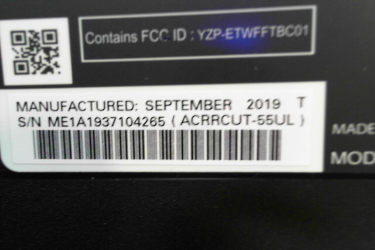 Contains FCC ID : YZP-ETWFFTBC01
MANUFACTURED: SEPTEMBER 2019 T
S/N ME1A1937104265 ( ACRRCUT-55UL )
MADE
MOD